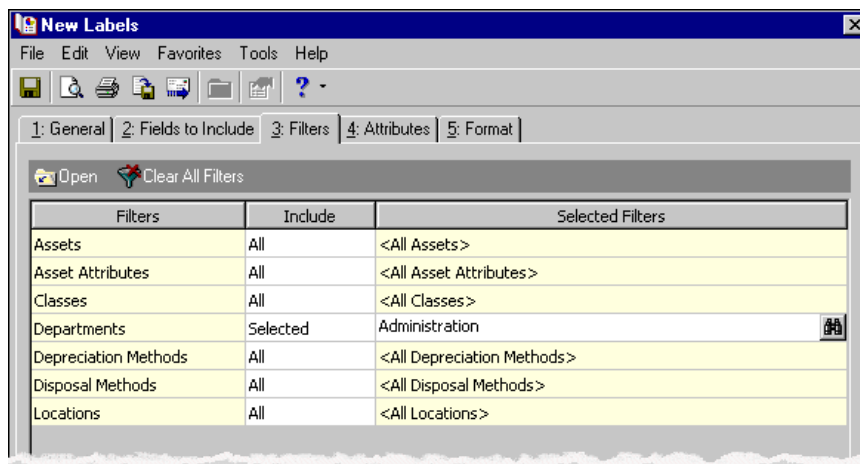 New Labels
File Edit View Favorites Tools Help
1: General 2: Fields to Include 3: Filters 4: Attributes 5: Format
Open Clear All Filters
Filters Include Selected Filters
Assets All <All Assets>
Asset Attributes All <All Asset Attributes>
Classes All <All Classes>
Departments Selected Administration
Depreciation Methods All <All Depreciation Methods>
Disposal Methods All <All Disposal Methods>
Locations All <All Locations>